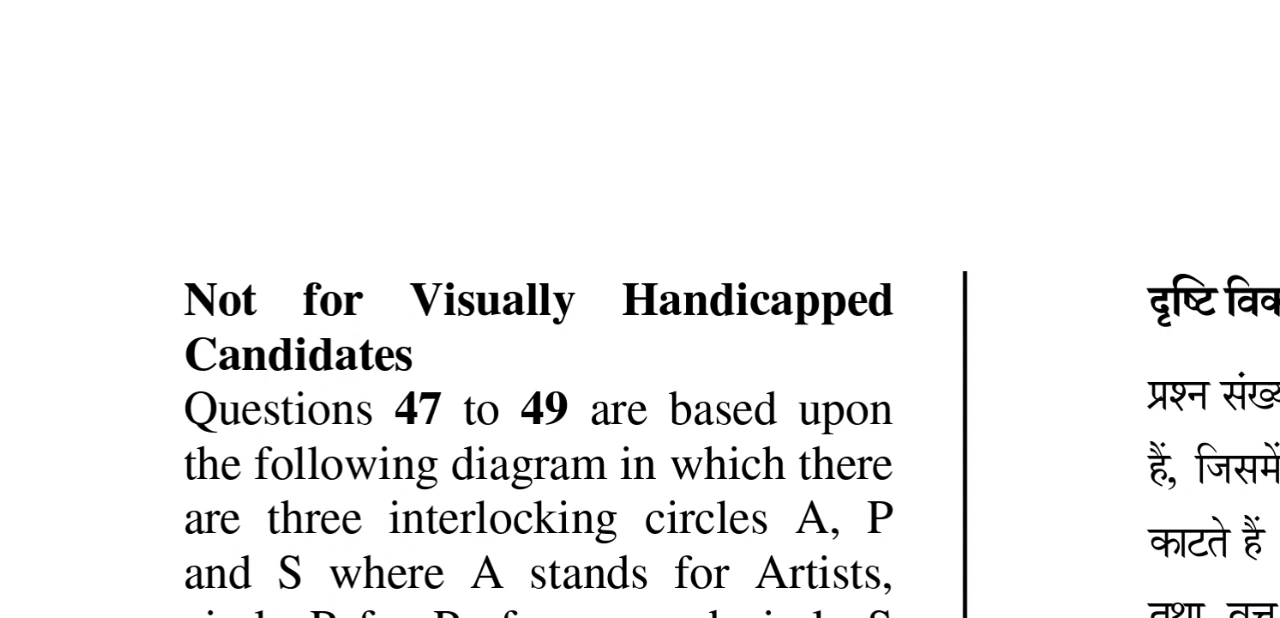 Not for Visually Handicapped
Candidates
Questions 47 to 49 are based upon
the following diagram in which there
are three interlocking circles A, P
and S where A stands for Artists,
दृष्टि
प्रश्न
हैं, जिसमें
काटते हैं